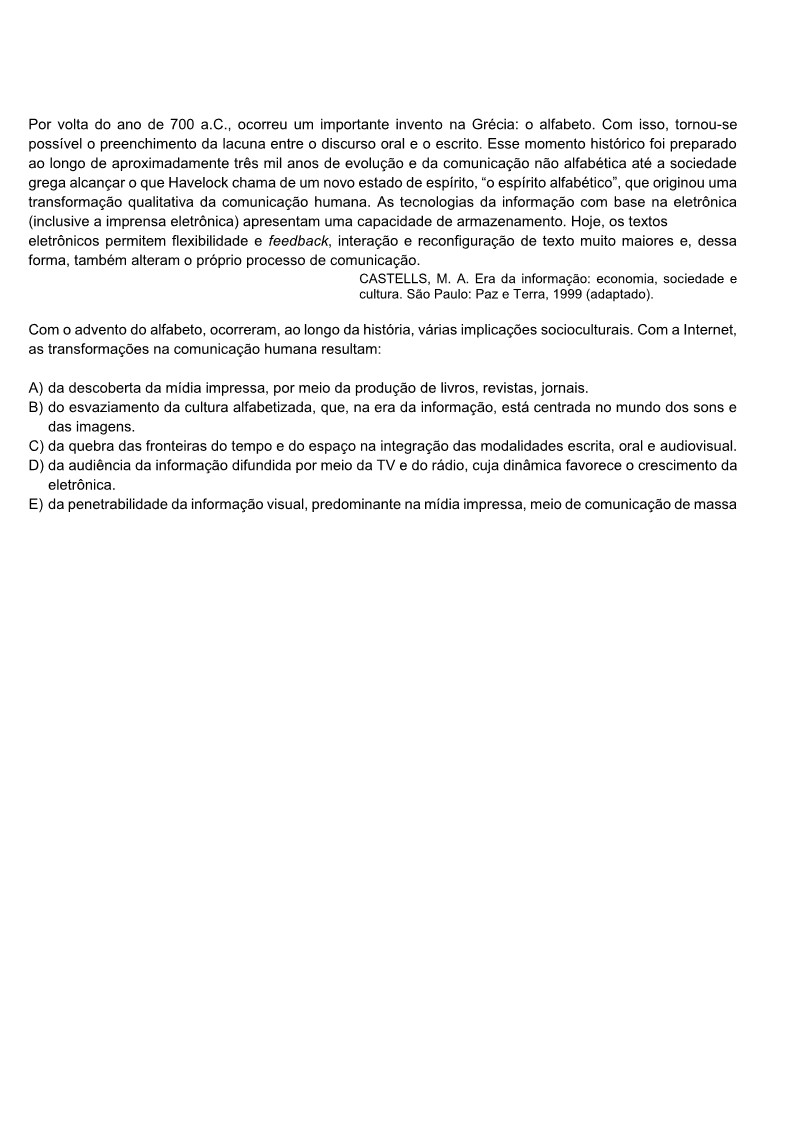 Por volta do ano de 700 a.C., ocorreu um importante invento na Grécia: o alfabeto. Com isso, tornou-se
possível o preenchimento da lacuna entre o discurso oral e o escrito. Esse momento histórico foi preparado
ao longo de aproximadamente três mil anos de evolução e da comunicação não alfabética até a sociedade
grega alcançar o que Havelock chama de um novo estado de espírito, “o espírito alfabético”, que originou uma
transformação qualitativa da comunicação humana. As tecnologias da informação com base na eletrônica
(inclusive a imprensa eletrônica) apresentam uma capacidade de armazenamento. Hoje, os textos
eletrônicos permitem flexibilidade e feedback, interação e reconfiguração de texto muito maiores e, dessa
forma, também alteram o próprio processo de comunicação.
CASTELLS, M. A. Era da informação: economia, sociedade e
cultura. São Paulo: Paz e Terra, 1999 (adaptado).
Com o advento do alfabeto, ocorreram, ao longo da história, várias implicações socioculturais. Com a Internet,
as transformações na comunicação humana resultam:
A) da descoberta da mídia impressa, por meio da produção de livros, revistas, jornais.
B) do esvaziamento da cultura alfabetizada, que, na era da informação, está centrada no mundo dos sons e
das imagens.
C) da quebra das fronteiras do tempo e do espaço na integração das modalidades escrita, oral e audiovisual.
D) da audiência da informação difundida por meio da TV e do rádio, cuja dinâmica favorece o crescimento da
eletrônica.
E) da penetrabilidade da informação visual, predominante na mídia impressa, meio de comunicação de massa